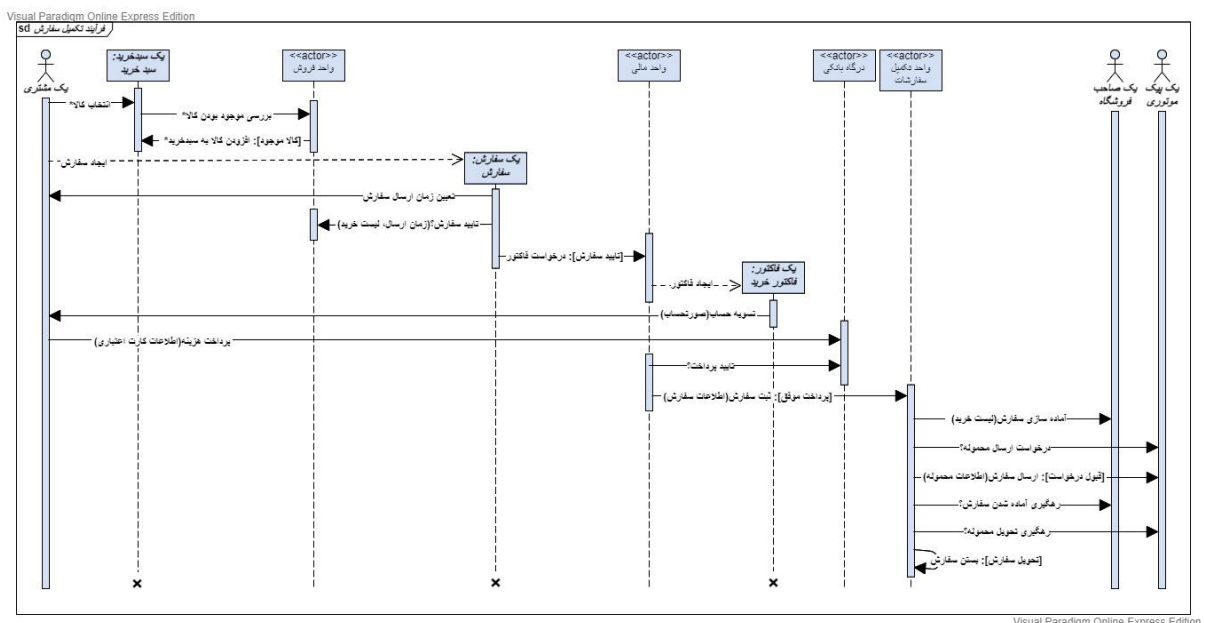 Visual Paradigm Online Express Edition
sd فرآیند تکمیل سفارش
یک مشتری
یک سبدخرید:
سبد خرید
<<actor>>
واحد فروش
<<actor>>
واحد مالی
<<actor>>
درگاه بانکی
<<actor>>
واحد تکمیل
سفارشات
یک صاحب
فروشگاه
یک پیک
موتوری
انتخاب کالا*
بررسی موجود بودن کالا*
[کالا موجود]: افزودن کالا به سبدخرید*
ایجاد سفارش
یک سفارش:
سفارش
تعیین زمان ارسال سفارش
تایید سفارش؟(زمان ارسال، لیست خرید)
[تایید سفارش]: درخواست فاکتور
یک فاکتور:
فاکتور خرید
ایجاد فاکتور
تسویه حساب(صورتحساب)
پرداخت هزینه(اطلاعات کارت اعتباری)
تایید پرداخت؟
[پرداخت موفق]: ثبت سفارش(اطلاعات سفارش)
آماده سازی سفارش(لیست خرید)
درخواست ارسال محموله؟
[قبول درخواست]: ارسال سفارش(اطلاعات محموله)
رهگیری آماده شدن سفارش؟
رهگیری تحویل محموله؟
[تحویل سفارش]: بستن سفارش
Visual Paradigm Online Express Edition